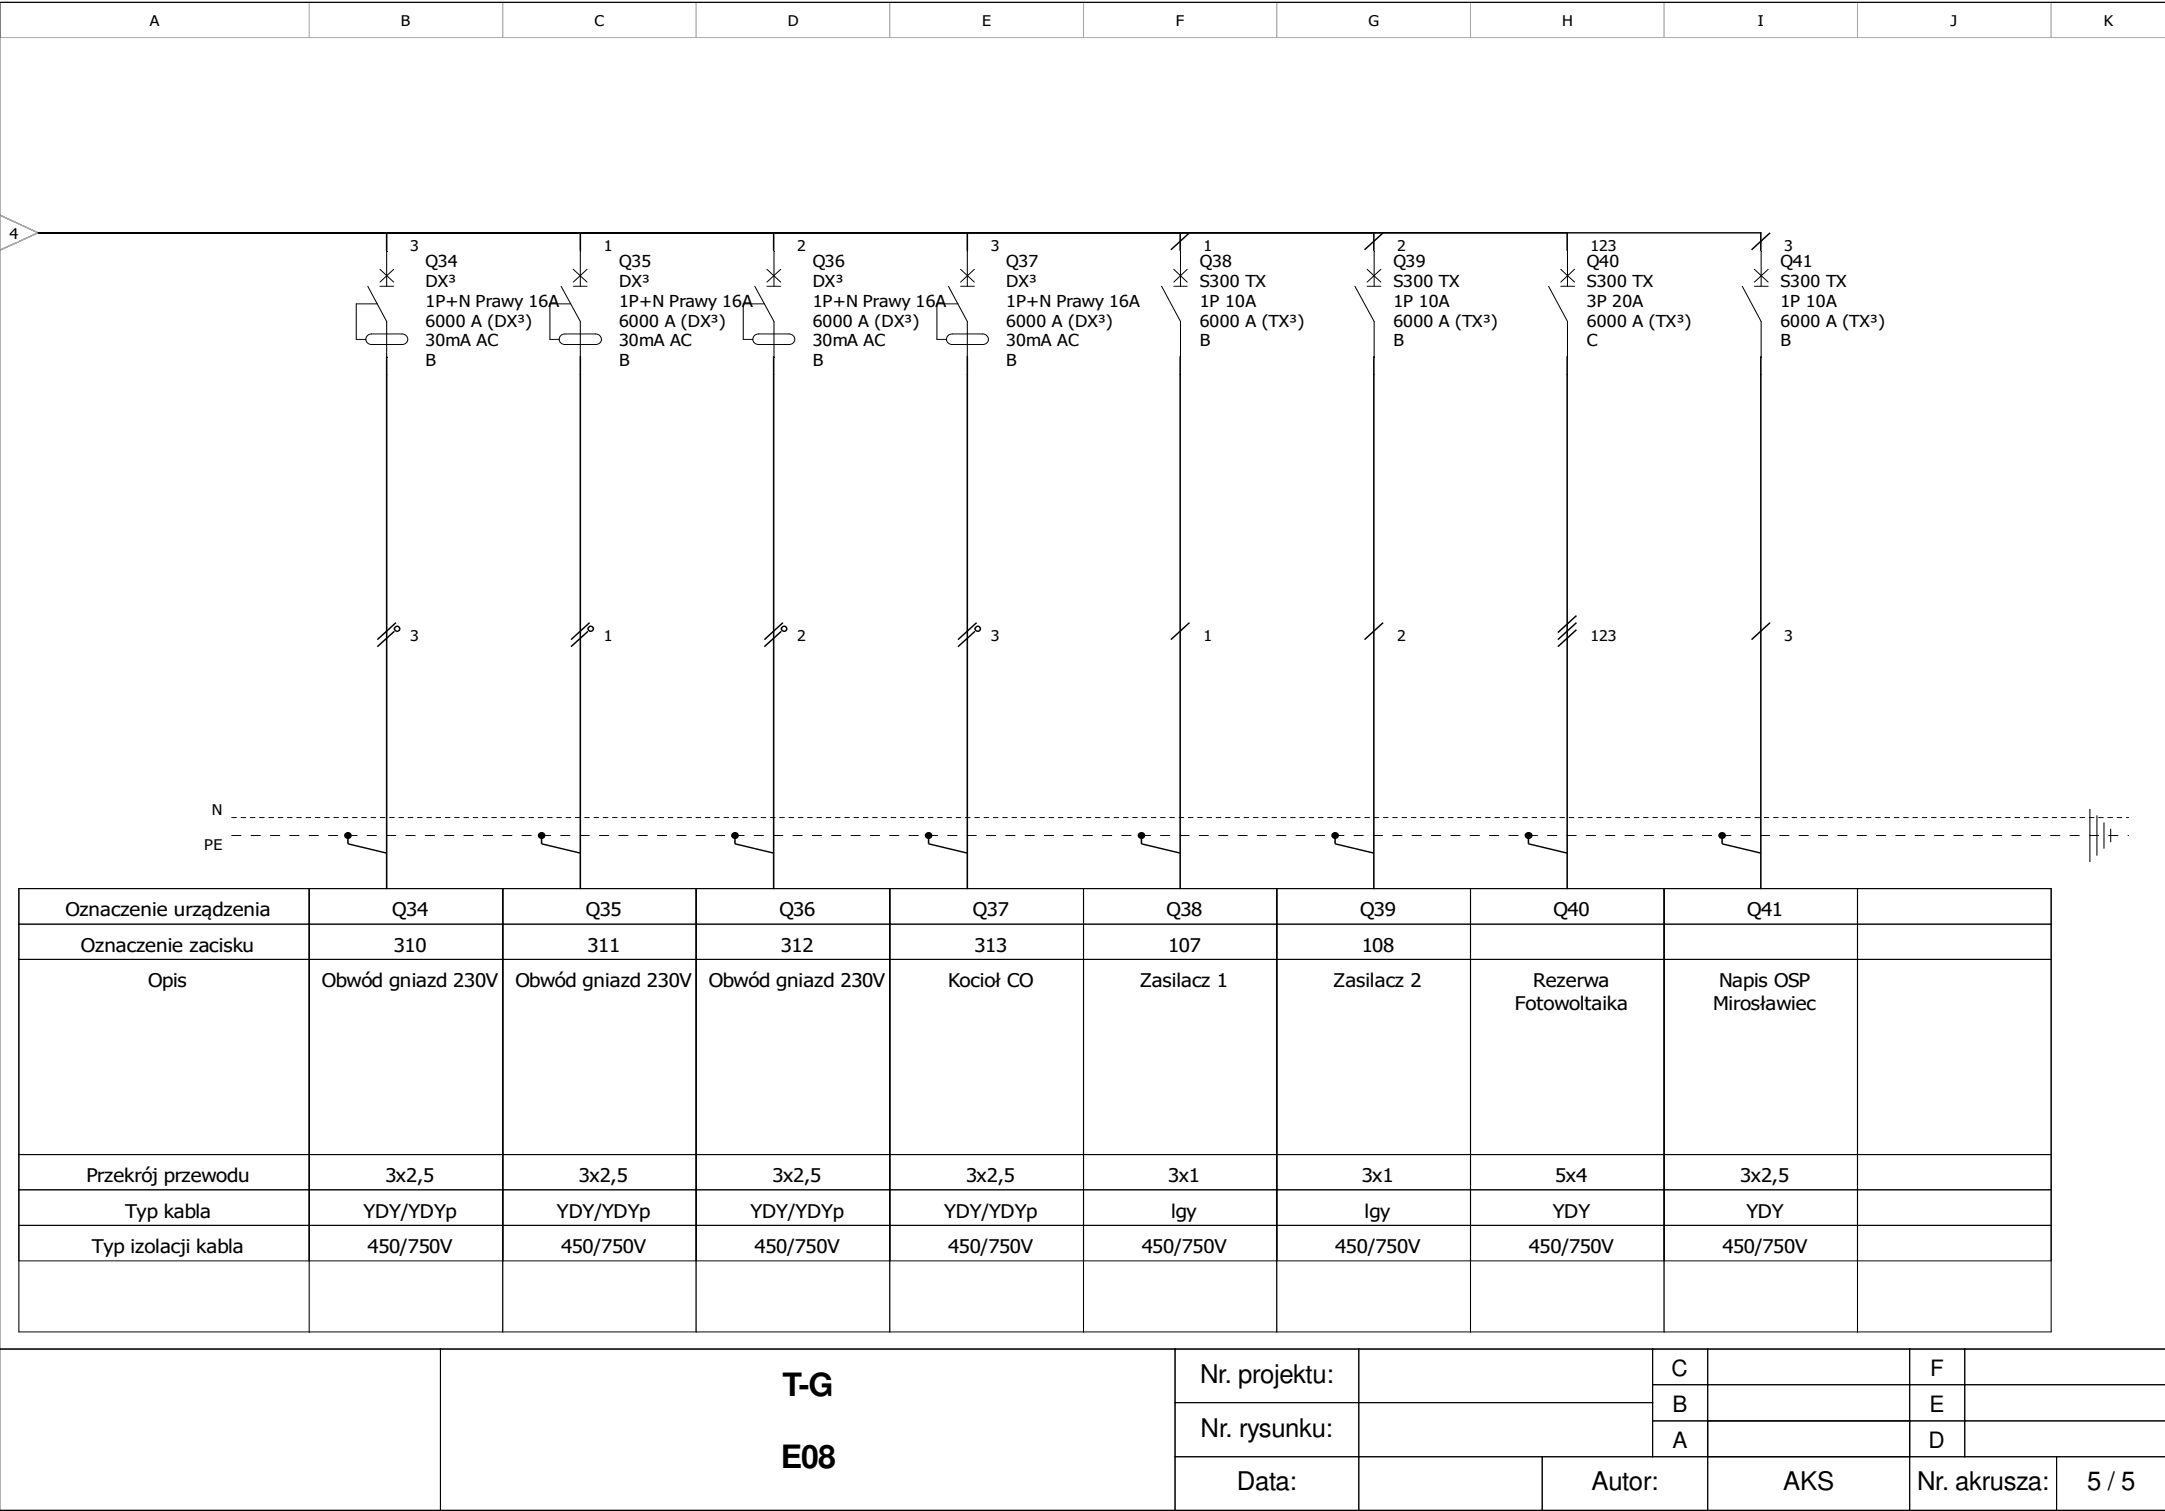 A B C D E F G H I J K
4
3 1 2 3 1 2 123 3
Q34
DX³
1P+N Prawy 16A
6000 A (DX³)
30mA AC
B
Q35
DX³
1P+N Prawy 16A
6000 A (DX³)
30mA AC
B
Q36
DX³
1P+N Prawy 16A
6000 A (DX³)
30mA AC
B
Q37
DX³
1P+N Prawy 16A
6000 A (DX³)
30mA AC
B
Q38
S300 TX
1P 10A
6000 A (TX³)
B
Q39
S300 TX
1P 10A
6000 A (TX³)
B
Q40
S300 TX
3P 20A
6000 A (TX³)
C
Q41
S300 TX
1P 10A
6000 A (TX³)
B
3 1 2 3 1 2 123 3
N
PE
Oznaczenie urządzenia Q34 Q35 Q36 Q37 Q38 Q39 Q40 Q41
Oznaczenie zacisku 310 311 312 313 107 108
Opis Obwód gniazd 230V Obwód gniazd 230V Obwód gniazd 230V Kocioł CO Zasilacz 1 Zasilacz 2 Rezerwa Napis OSP
Fotowoltaika Mirosławiec
Przekrój przewodu 3x2,5 3x2,5 3x2,5 3x2,5 3x1 3x1 5x4 3x2,5
Typ kabla YDY/YDYp YDY/YDYp YDY/YDYp YDY/YDYp lgy lgy YDY YDY
Typ izolacji kabla 450/750V 450/750V 450/750V 450/750V 450/750V 450/750V 450/750V 450/750V
T-G
E08
Nr. projektu:
Nr. rysunku:
C F
B E
A D
Data: Autor: AKS Nr. akrusza: 5 / 5